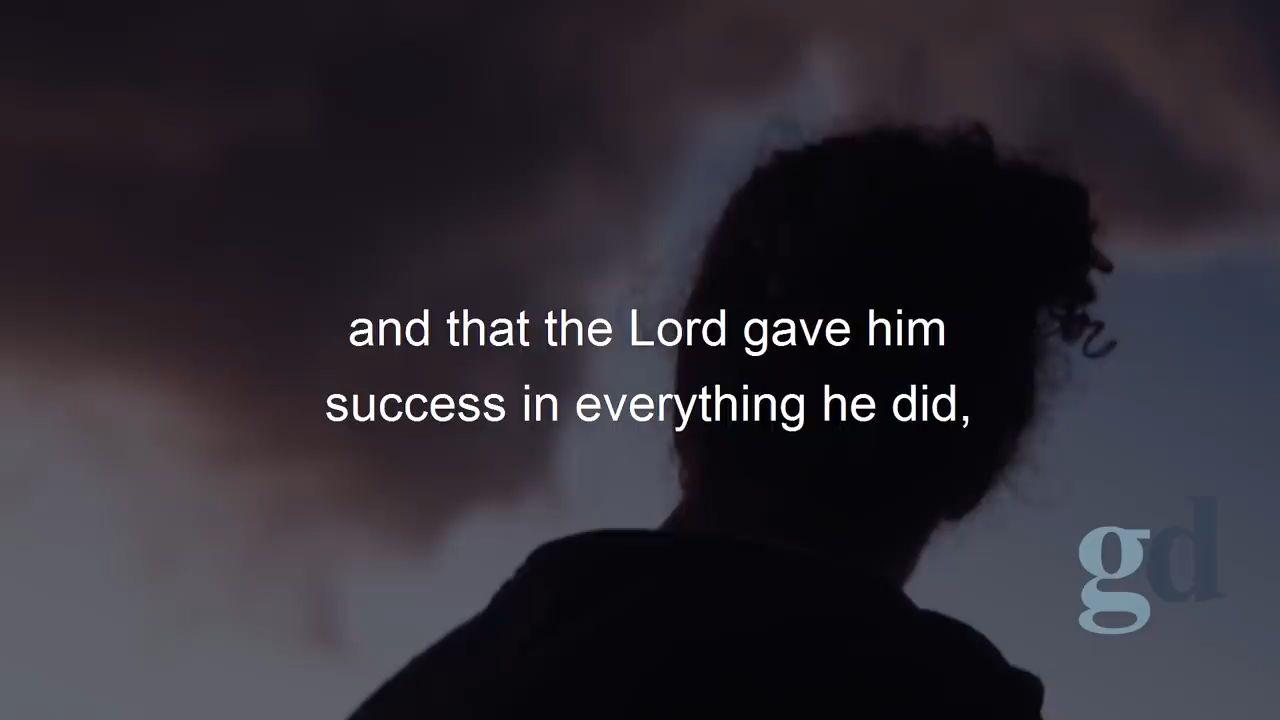 and that the Lord gave him
success in everything he did,
gd